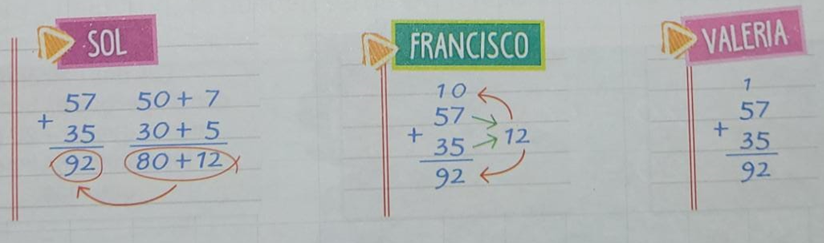 SOL
57 50 + 7
+ 35 30 + 5
92 80 + 12
FRANCISCO
10
57
+ 35 12
92
VALERIA
1
57
+ 35
92